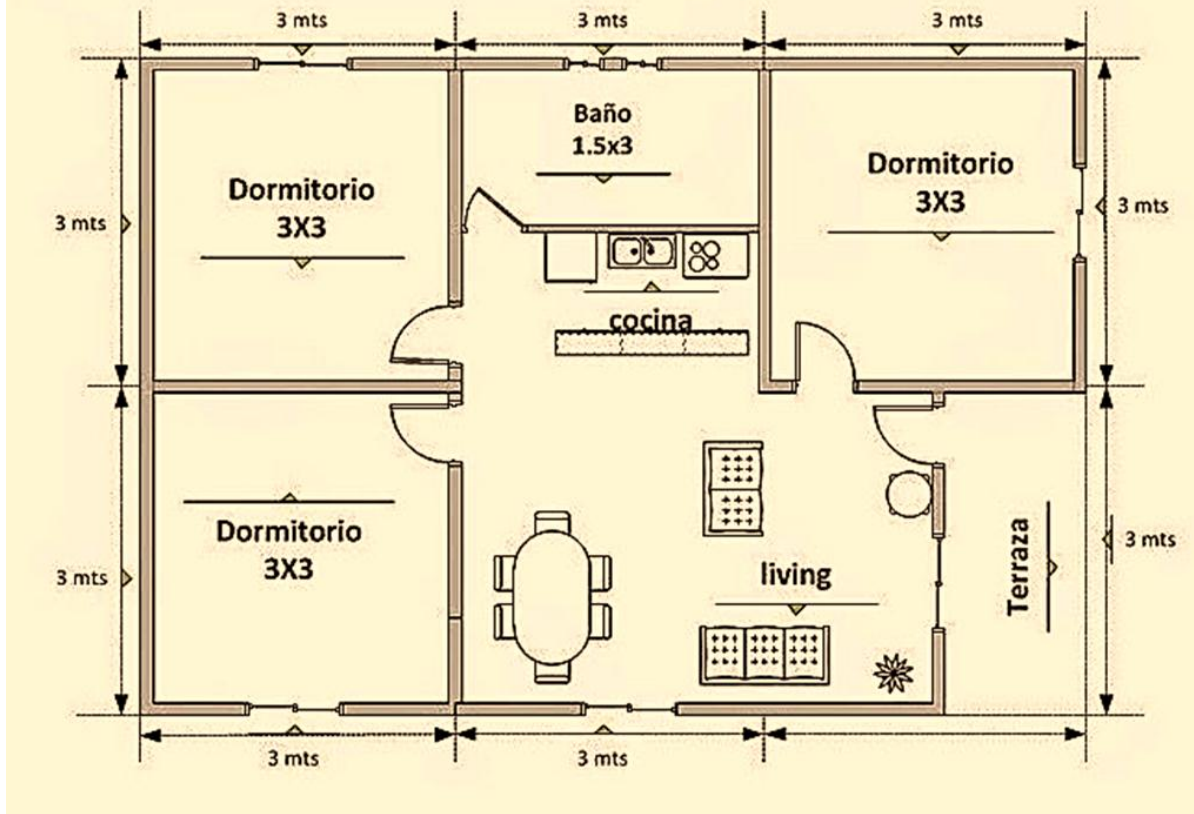 3 mts
3 mts
3 mts
Baño
1.5x3
Dormitorio
3X3
Dormitorio
3X3
3 mts
3 mts
cocina
Dormitorio
3X3
living
Terraza
3 mts
3 mts
3 mts
3 mts